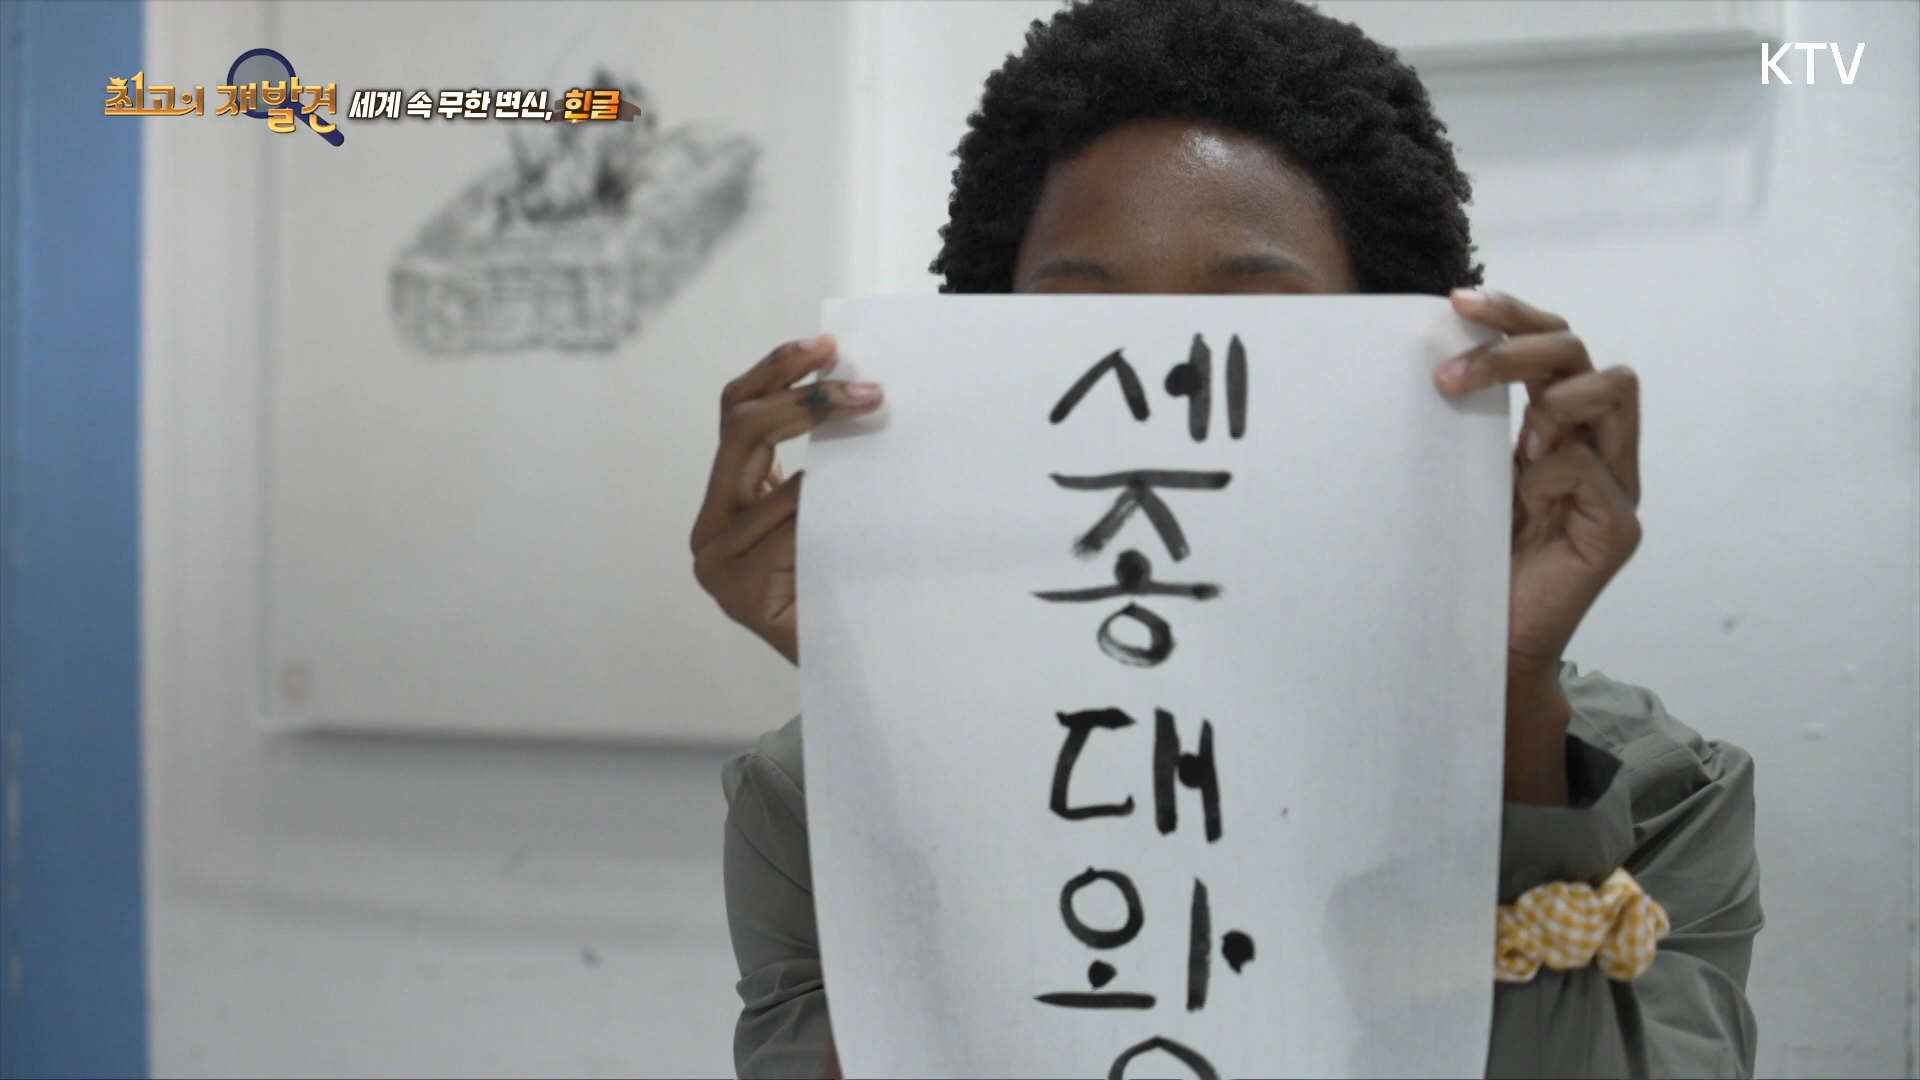 최고의 재발견 세계 속 무한 변신, 한글
KTV
세
종
대
왕